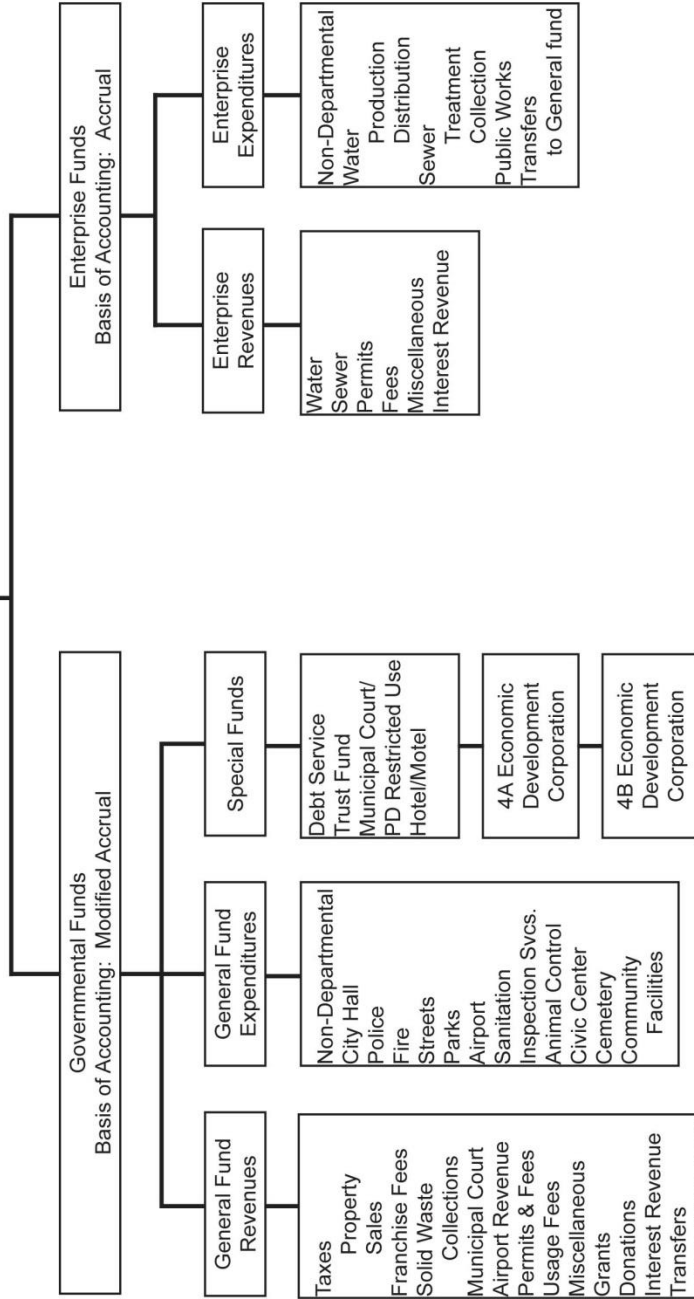 Governmental Funds
Basis of Accounting: Modified Accrual
General Fund
Revenues
Taxes
Property
Sales
Franchise Fees
Solid Waste
Collections
Municipal Court
Airport Revenue
Permits & Fees
Usage Fees
Miscellaneous
Grants
Donations
Interest Revenue
Transfers
General Fund
Expenditures
Non-Departmental
City Hall
Police
Fire
Streets
Parks
Airport
Sanitation
Inspection Svcs.
Animal Control
Civic Center
Cemetery
Community
Facilities
Special Funds
Debt Service
Trust Fund
Municipal Court/
PD Restricted Use
Hotel/Motel
4A Economic
Development
Corporation
4B Economic
Development
Corporation
Enterprise Funds
Basis of Accounting: Accrual
Enterprise
Revenues
Water
Sewer
Permits
Fees
Miscellaneous
Interest Revenue
Enterprise
Expenditures
Non-Departmental
Water
Production
Distribution
Sewer
Treatment
Collection
Public Works
Transfers
to General fund